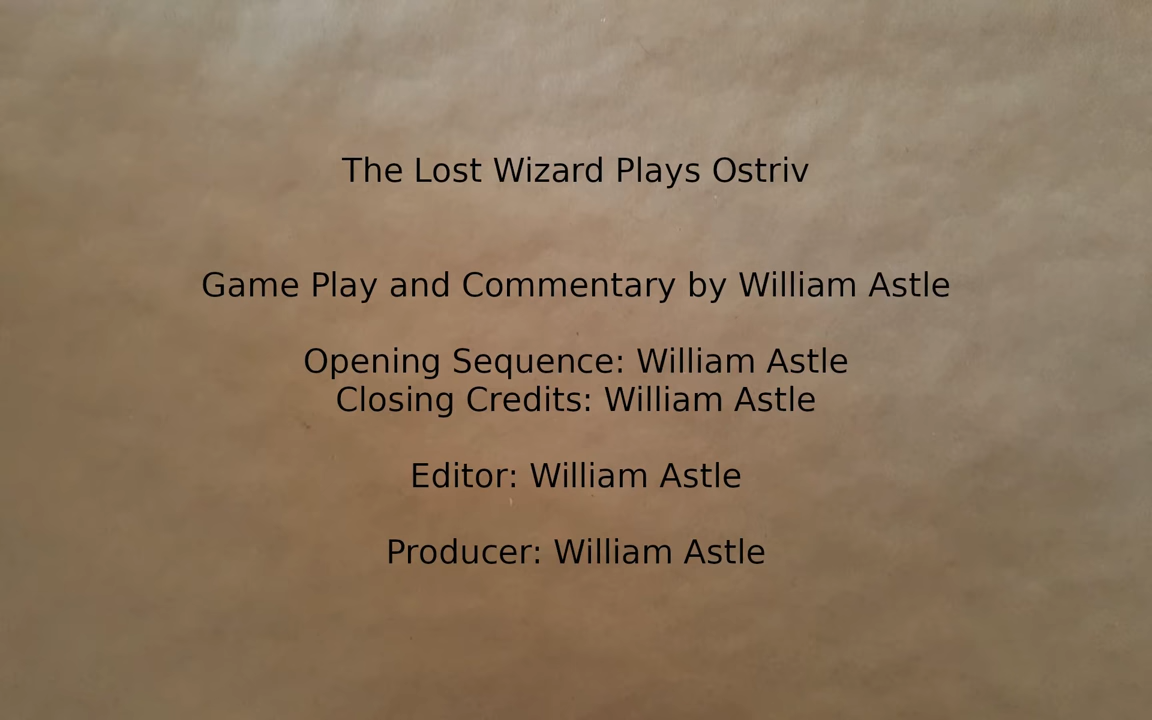 The Lost Wizard Plays Ostriv
Game Play and Commentary by William Astle
Opening Sequence: William Astle
Closing Credits: William Astle
Editor: William Astle
Producer: William Astle